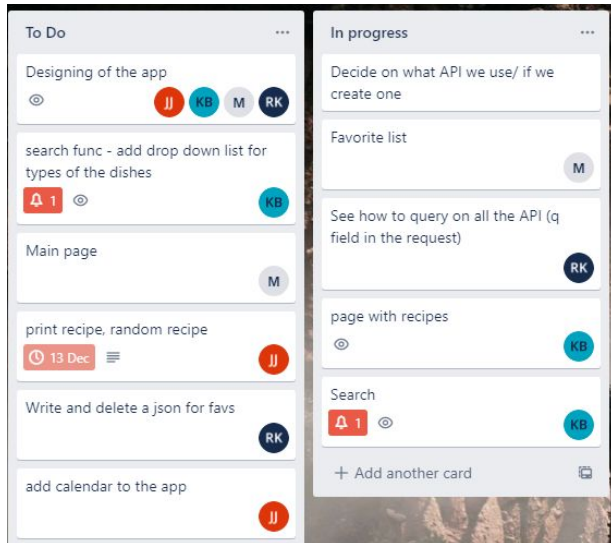 To Do
Designing of the app
JJ KB M RK
search func - add drop down list for
types of the dishes
1
KB
Main page
M
print recipe, random recipe
13 Dec
JJ
Write and delete a json for favs
RK
add calendar to the app
JJ
In progress
Decide on what API we use/ if we
create one
Favorite list
M
See how to query on all the API (q
field in the request)
RK
page with recipes
KB
Search
1
KB
+ Add another card